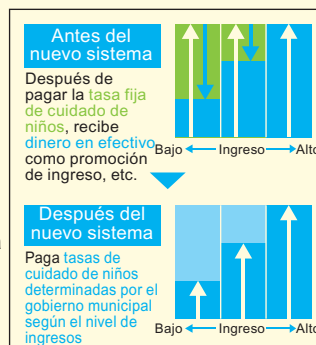 Antes del
nuevo sistema
Después de
pagar la tasa fija
de cuidado de
niños, recibe
dinero en efectivo
como promoción
de ingreso, etc.
Bajo Ingreso Alto
Después del
nuevo sistema
Paga tasas de
cuidado de niños
determinadas por el
gobierno municipal
según el nivel de
ingresos
Bajo Ingreso Alto